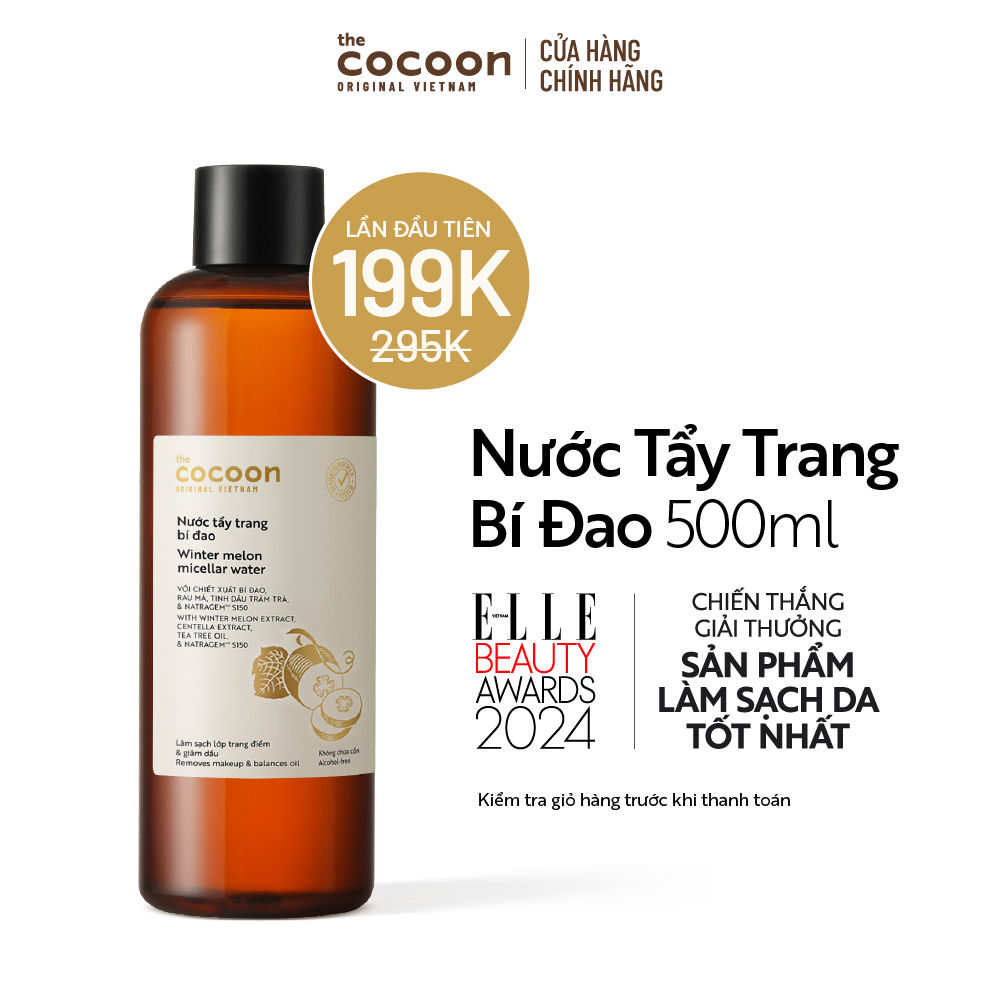 the
cocoon
ORIGINAL VIETNAM
CỬA HÀNG
CHÍNH HÃNG
LẦN ĐẦU TIÊN
199K
295K
the
cocoon
ORIGINAL VIETNAM
Nước tẩy trang
bí đao
Winter melon
micellar water
VỚI CHIẾT XUẤT BÍ ĐAO,
RAU MÁ, TINH DẦU TRÀM TRÀ,
& NATRAGEM™ S150
WITH WINTER MELON EXTRACT,
CENTELLA EXTRACT,
TEA TREE OIL,
& NATRAGEM™ S150
Làm sạch lớp trang điểm
& giảm dầu
Removes makeup & balances oil
Không chứa cồn
Alcohol-free
Nước Tẩy Trang
Bí Đao 500ml
ELLE
VIETNAM
BEAUTY
AWARDS
2024
CHIẾN THẮNG
GIẢI THƯỞNG
SẢN PHẨM
LÀM SẠCH DA
TỐT NHẤT
Kiểm tra giỏ hàng trước khi thanh toán